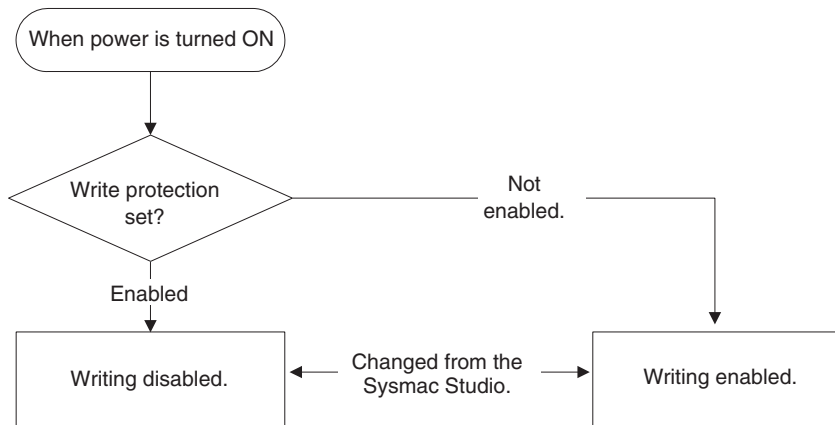 When power is turned ON
Write protection
set?
Not
enabled.
Enabled
Writing disabled.
Changed from the
Sysmac Studio.
Writing enabled.